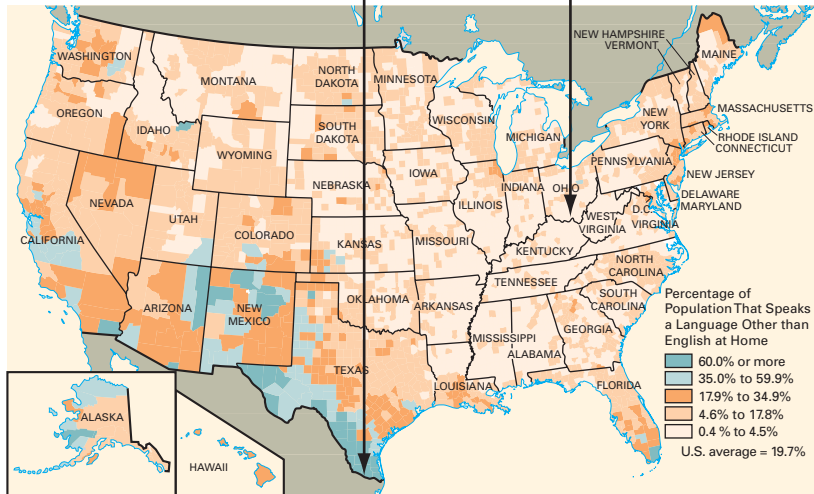 WASHINGTON
MONTANA
NORTH
DAKOTA
MINNESOTA
NEW HAMPSHIRE
VERMONT
MAINE
OREGON
IDAHO
SOUTH
DAKOTA
WISCONSIN
MICHIGAN
NEW
YORK
MASSACHUSETTS
RHODE ISLAND
CONNECTICUT
WYOMING
NEBRASKA
IOWA
ILLINOIS
INDIANA
OHIO
PENNSYLVANIA
NEW JERSEY
DELAWARE
MARYLAND
D.C.
NEVADA
UTAH
COLORADO
KANSAS
MISSOURI
WEST
VIRGINIA
VIRGINIA
KENTUCKY
CALIFORNIA
ARIZONA
NEW
MEXICO
OKLAHOMA
ARKANSAS
TENNESSEE
NORTH
CAROLINA
SOUTH
CAROLINA
TEXAS
LOUISIANA
MISSISSIPPI
ALABAMA
GEORGIA
FLORIDA
ALASKA
HAWAII
Percentage of
Population That Speaks
a Language Other than
English at Home
60.0% or more
35.0% to 59.9%
17.9% to 34.9%
4.6% to 17.8%
0.4 % to 4.5%
U.S. average = 19.7%